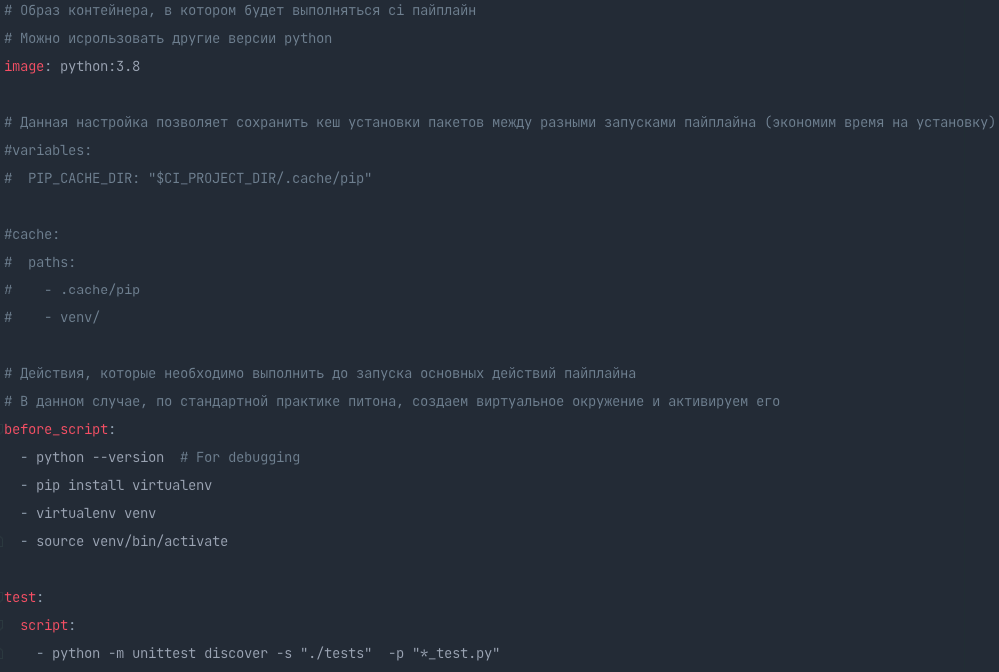 # Образ контейнера, в котором будет выполняться ci пайплайн
# Можно исрользовать другие версии python
image: python:3.8
# Данная настройка позволяет сохранить кеш установки пакетов между разными запусками пайплайна (экономим время на установку)
#variables:
#  PIP_CACHE_DIR: "$CI_PROJECT_DIR/.cache/pip"
#cache:
#  paths:
#    - .cache/pip
#    - venv/
# Действия, которые необходимо выполнить до запуска основных действий пайплайна
# В данном случае, по стандартной практике питона, создаем виртуальное окружение и активируем его
before_script:
  - python --version  # For debugging
  - pip install virtualenv
  - virtualenv venv
  - source venv/bin/activate
test:
  script:
    - python -m unittest discover -s "./tests"  -p "*_test.py"